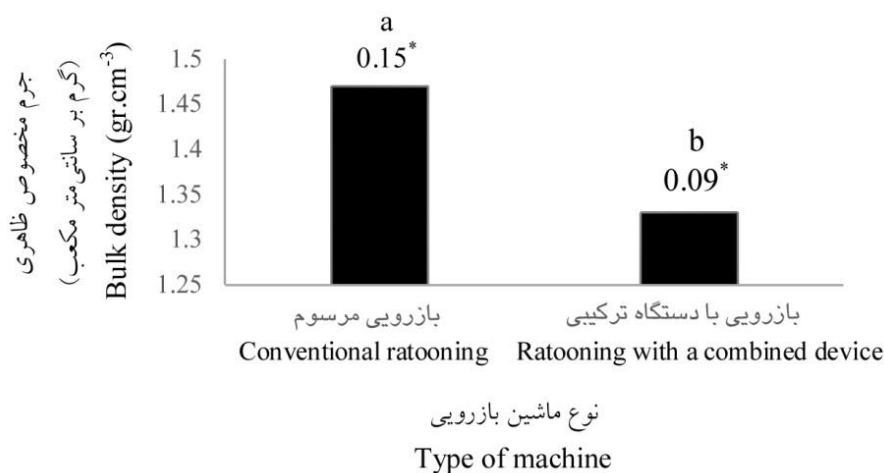 جرم مخصوص ظاهری
(گرم بر سانتی متر مکعب)
Bulk density (gr.cm-3)
1.5
1.45
1.4
1.35
1.3
1.25
a
0.15*
b
0.09*
بازرویی مرسوم
Conventional ratooning
بازرویی با دستگاه ترکیبی
Ratooning with a combined device
نوع ماشین بازرویی
Type of machine